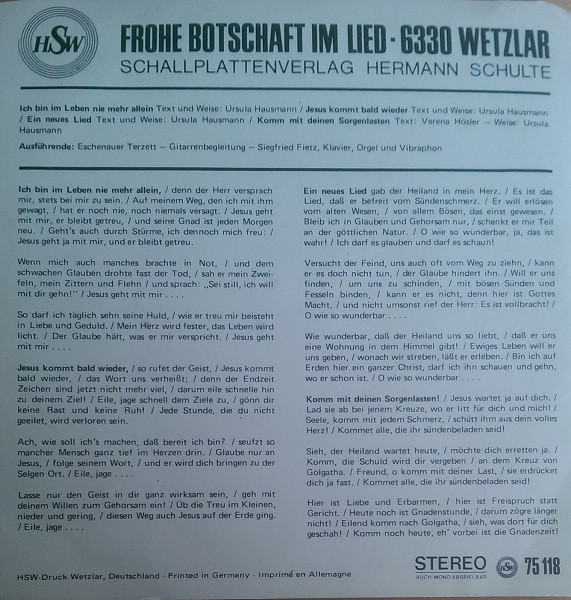 HSW
FROHE BOTSCHAFT IM LIED · 6330 WETZLAR
SCHALLPLATTENVERLAG HERMANN SCHULTE
Ich bin im Leben nie mehr allein Text und Weise: Ursula Hausmann / Jesus kommt bald wieder Text und Weise: Ursula Hausmann
/ Ein neues Lied Text und Weise: Ursula Hausmann / Komm mit deinen Sorgenlasten Text: Verena Hösler — Weise: Ursula
Hausmann
Ausführende: Eschenauer Terzett – Gitarrenbegleitung – Siegfried Fietz, Klavier, Orgel und Vibraphon
Ich bin im Leben nie mehr allein, / denn der Herr versprach
mir, stets bei mir zu sein. / Auf meinem Weg, den ich mit ihm
gewagt, / hat er noch nie, noch niemals versagt. / Jesus geht
mit mir, er bleibt getreu, / und seine Gnad ist jeden Morgen
neu. / Geht's auch durch Stürme, ich dennoch mich freu: /
Jesus geht ja mit mir, und er bleibt getreu.
Wenn mich auch manches brachte in Not, / und dem
schwachen Glauben drohte fast der Tod, / sah er mein Zwei-
feln, mein Zittern und Flehn / und sprach: „Sei still, ich will
mit dir gehn!" / Jesus geht mit mir . . . .
So darf ich täglich sehn seine Huld, / wie er treu mir beisteht
in Liebe und Geduld. / Mein Herz wird fester, das Leben wird
licht. / Der Glaube hält, was er mir verspricht. / Jesus geht
mit mir . . . .
Jesus kommt bald wieder, / so rufet der Geist, / Jesus kommt
bald wieder, / das Wort uns verheißt; / denn der Endzeit
Zeichen sind jetzt nicht mehr viel, / darum eile schnelle hin
zu deinem Ziel! / Eile, jage schnell dem Ziele zu, / gönn dir
keine Rast und keine Ruh! / Jede Stunde, die du nicht
geeilet, wird verloren sein.
Ach, wie soll ich's machen, daß bereit ich bin? / seufzt so
mancher Mensch ganz tief im Herzen drin. / Glaube nur an
Jesus, / folge seinem Wort, / und er wird dich bringen zu der
Selgen Ort. / Eile, jage . . . .
Lasse nur den Geist in dir ganz wirksam sein, / geh mit
deinem Willen zum Gehorsam ein! / Üb die Treu im Kleinen,
nieder und gering, / diesen Weg auch Jesus auf der Erde ging.
/ Eile, jage . . . .
Ein neues Lied gab der Heiland in mein Herz. / Es ist das
Lied, daß er befreit vom Sündenschmerz. / Er will erlösen
vom alten Wesen, / von allem Bösen, das einst gewesen. /
Bleib ich in Glauben und Gehorsam nur, / schenkt er mir Teil
an der göttlichen Natur. / O wie so wunderbar, ja, das ist
wahr! / Ich darf es glauben und darf es schaun!
Versucht der Feind, uns auch oft vom Weg zu ziehn, / kann
er es doch nicht tun, / der Glaube hindert ihn. / Will er uns
finden, / um uns zu schinden, / mit bösen Sünden und
Fesseln binden, / kann er es nicht, denn hier ist Gottes
Macht, / und nicht umsonst rief der Herr: Es ist vollbracht! /
O wie so wunderbar . . . .
Wie wunderbar, daß der Heiland uns so liebt, / daß er uns
eine Wohnung in dem Himmel gibt! / Ewiges Leben will er
uns geben, / wonach wir streben, läßt er erleben. / Bin ich auf
Erden hier ein ganzer Christ, darf ich ihn schauen und gehn,
wo er schon ist. / O wie so wunderbar . . . .
Komm mit deinen Sorgenlasten! / Jesus wartet ja auf dich. /
Lad sie ab bei jenem Kreuze, wo er litt für dich und mich! /
Seele, komm mit jedem Schmerz, / schütt ihm aus dein volles
Herz! / Kommet alle, die ihr sündenbeladen seid!
Sieh, der Heiland wartet heute, / möchte dich erretten ja. /
Komm, die Schuld wird dir vergeben / an dem Kreuz von
Golgatha. / Freund, o komm mit deiner Last, / sie erdrücket
dich ja fast. / Kommet alle, die ihr sündenbeladen seid!
Hier ist Liebe und Erbarmen, / hier ist Freispruch statt
Gericht. / Heute noch ist Gnadenstunde, / darum zögre länger
nicht! / Eilend komm nach Golgatha, / sieh, was dort für dich
geschah! / Komm noch heute, eh' vorbei ist die Gnadenzeit!
HSW-Druck Wetzlar, Deutschland · Printed in Germany · Imprimé en Allemagne
STEREO HSW 75 118
AUCH MONO ABSPIELBAR